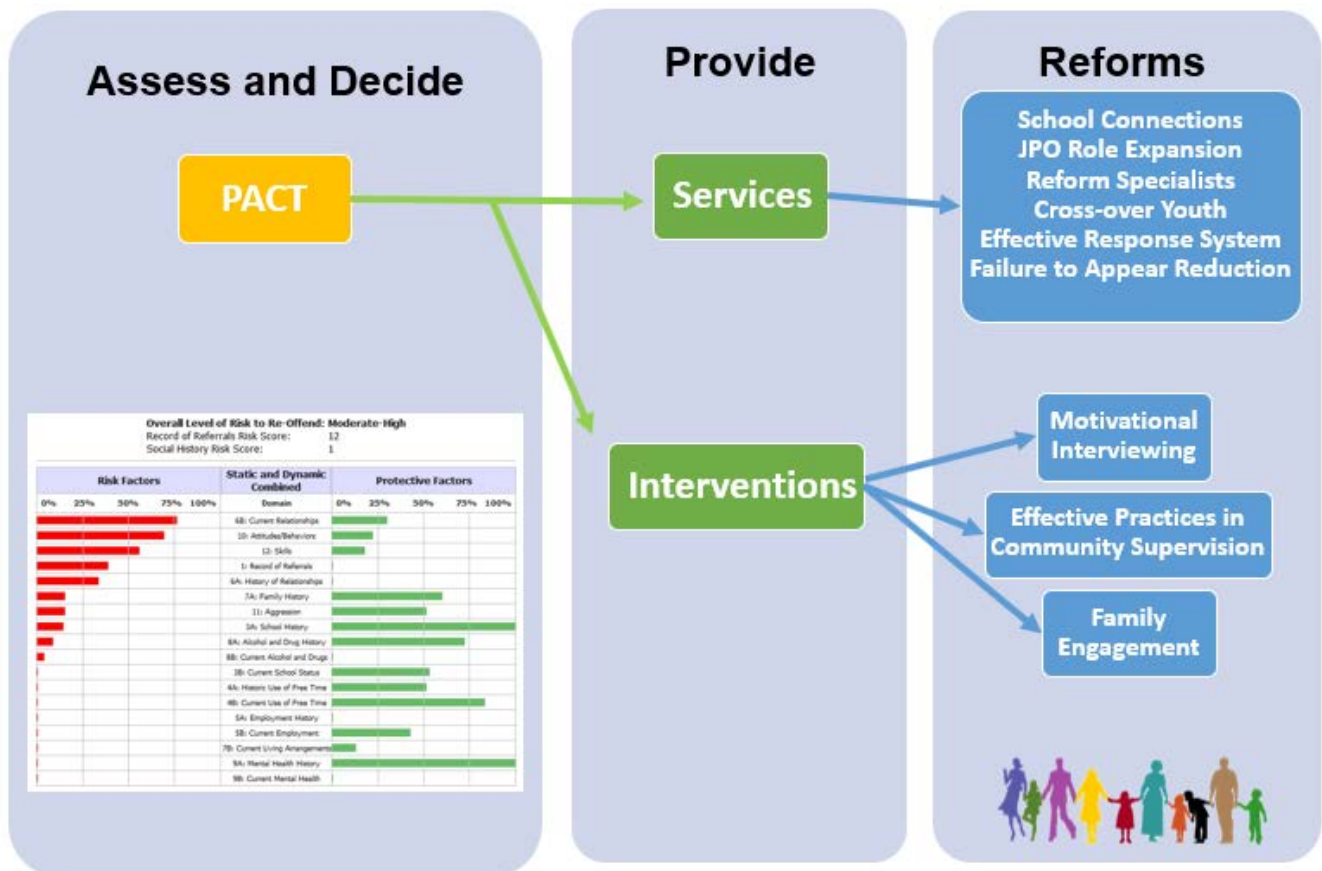 Assess and Decide
PACT
Overall Level of Risk to Re-Offend: Moderate-High
Record of Referrals Risk Score: 12
Social History Risk Score: 1
Risk Factors
Static and Dynamic
Combined
Protective Factors
0% 25% 50% 75% 100%
Domain
0% 25% 50% 75% 100%
6B: Current Relationships
10: Attitudes/Behaviors
12: Skills
1: Record of Referrals
6A: History of Relationships
7A: Family History
11: Aggression
3A: School History
8A: Alcohol and Drug History
8B: Current Alcohol and Drugs
3B: Current School Status
4A: Historic Use of Free Time
4B: Current Use of Free Time
5A: Employment History
5B: Current Employment
7B: Current Living Arrangements
9A: Mental Health History
9B: Current Mental Health
Provide
Services
Interventions
Reforms
School Connections
JPO Role Expansion
Reform Specialists
Cross-over Youth
Effective Response System
Failure to Appear Reduction
Motivational
Interviewing
Effective Practices in
Community Supervision
Family
Engagement